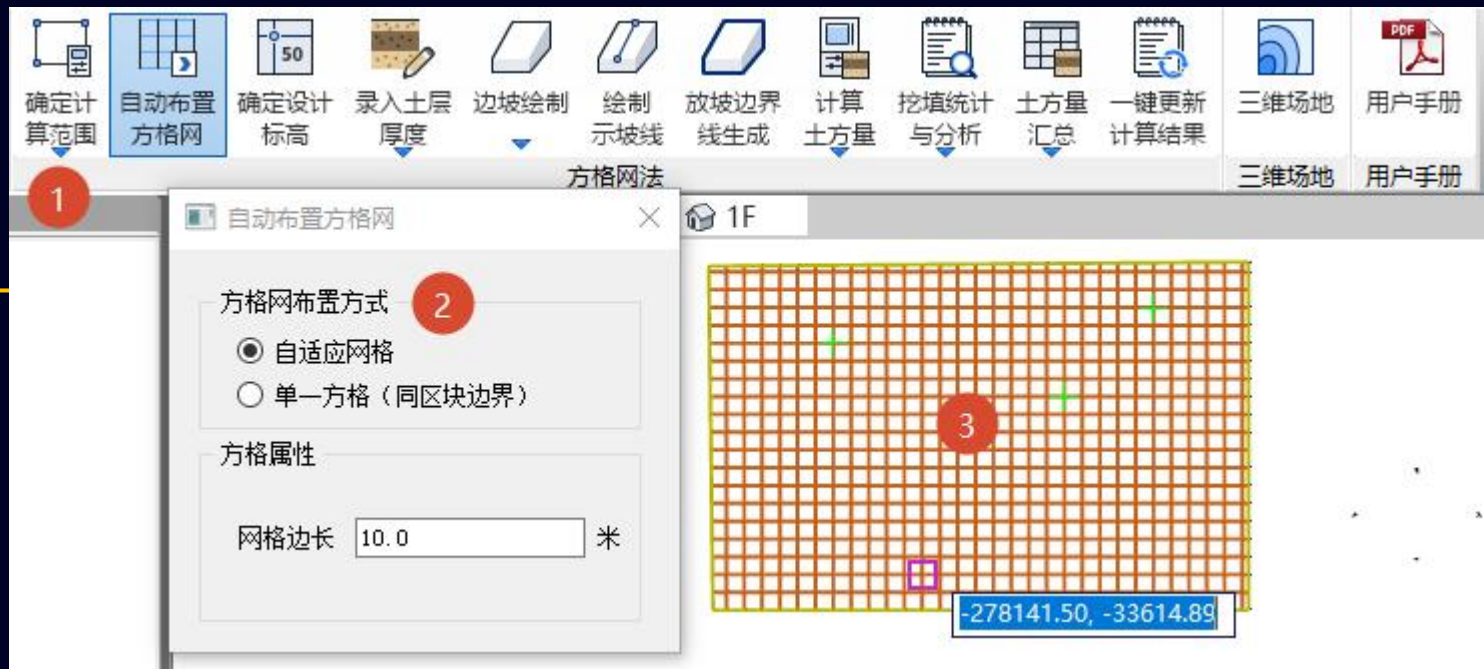 50
PDF
确定计 自动布置 确定设计 录入土层 边坡绘制 绘制 放坡边界 计算 挖填统计 土方量 一键更新 三维场地 用户手册
算范围 方格网 标高 厚度 示坡线 线生成 土方量 与分析 汇总 计算结果
方格网法 三维场地 用户手册
1
自动布置方格网
1F
方格网布置方式 2
自适应网格
单一方格（同区块边界）
3
方格属性
网格边长 10.0 米
-278141.50, -33614.89